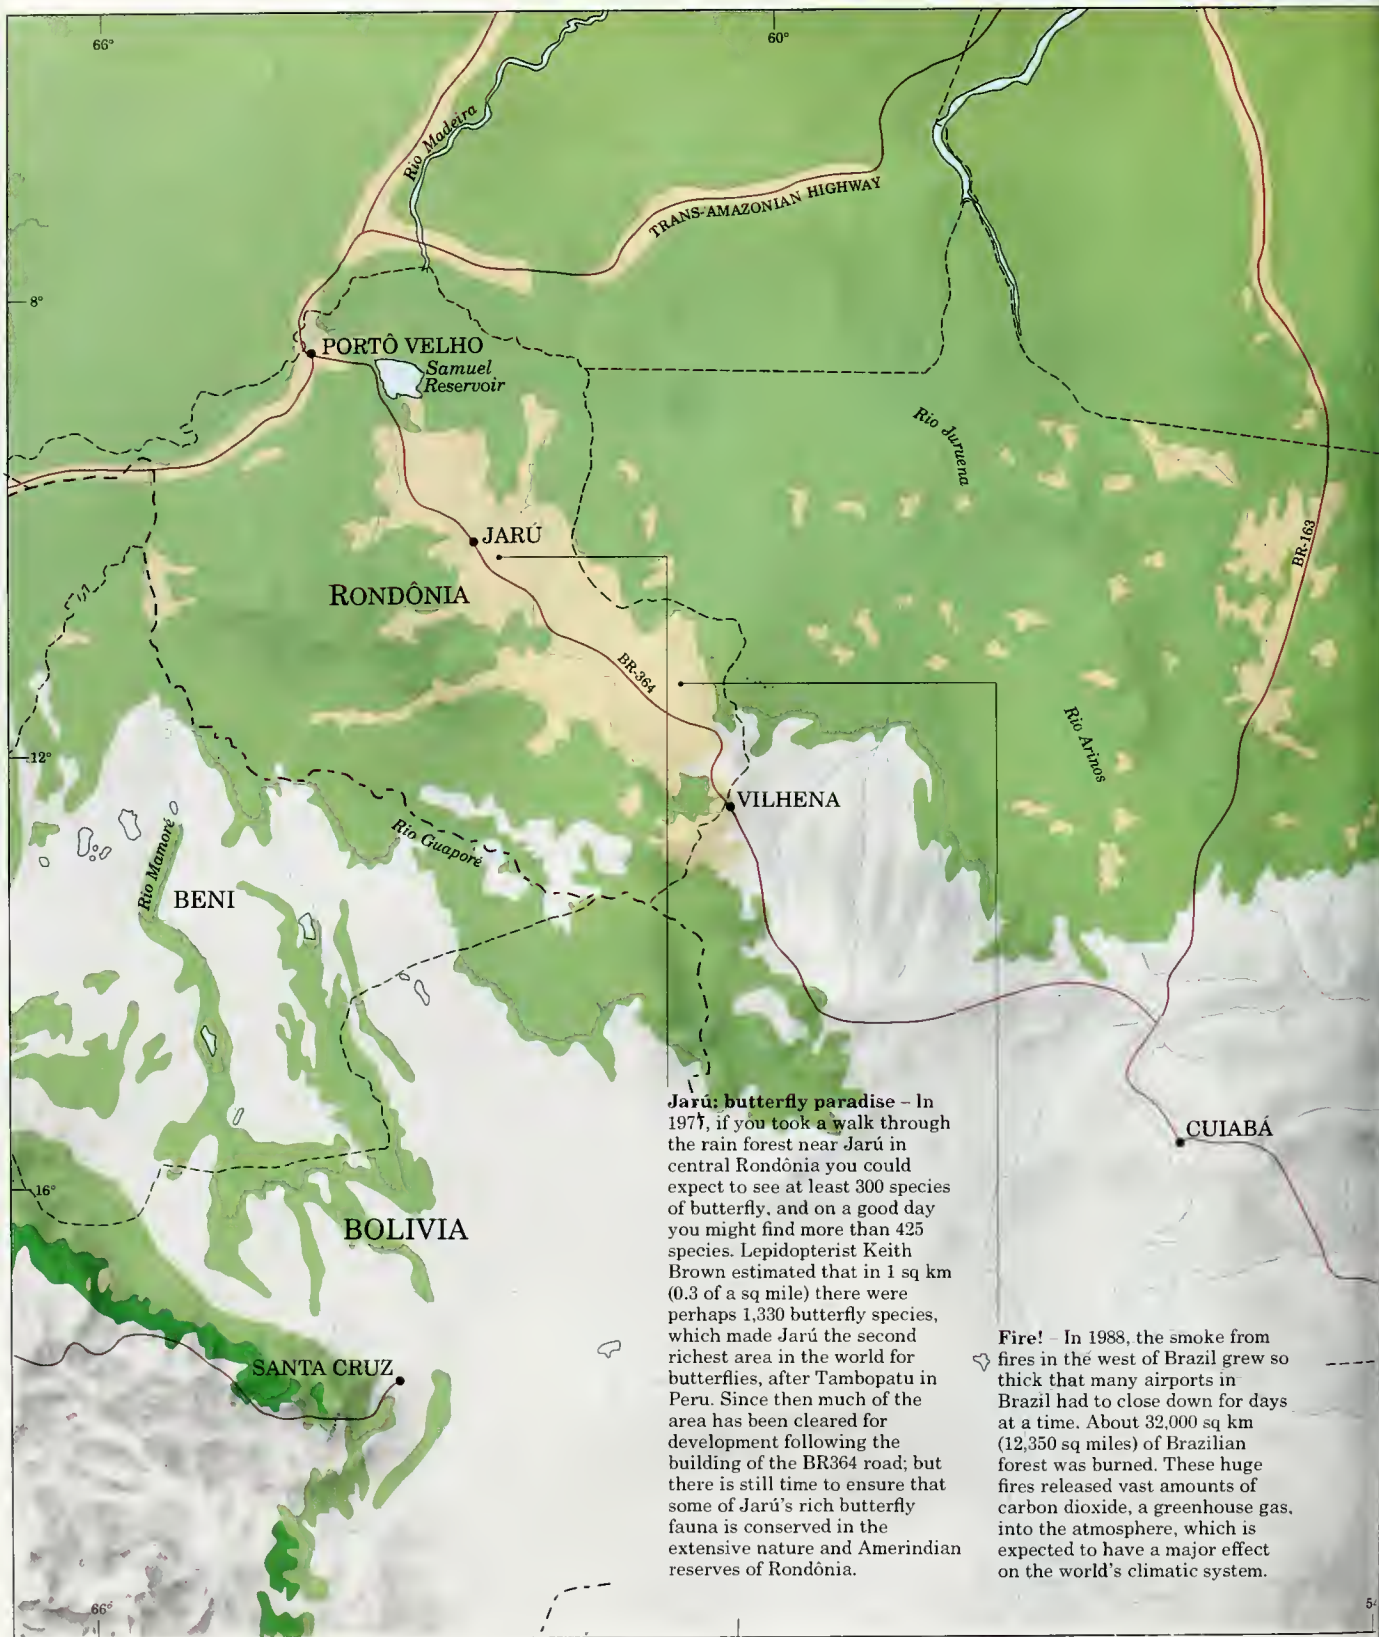 66°
60°
Rio Madeira
TRANS-AMAZONIAN HIGHWAY
8°
PORTÔ VELHO
Samuel
Reservoir
Rio Juruena
BR-163
JARÚ
RONDÔNIA
BR-364
Rio Arinos
12°
VILHENA
Rio Guaporé
Rio Mamoré
BENI
Jarú: butterfly paradise – In
1977, if you took a walk through
the rain forest near Jarú in
central Rondônia you could
expect to see at least 300 species
of butterfly, and on a good day
you might find more than 425
species. Lepidopterist Keith
Brown estimated that in 1 sq km
(0.3 of a sq mile) there were
perhaps 1,330 butterfly species,
which made Jarú the second
richest area in the world for
butterflies, after Tambopatu in
Peru. Since then much of the
area has been cleared for
development following the
building of the BR364 road; but
there is still time to ensure that
some of Jarú's rich butterfly
fauna is conserved in the
extensive nature and Amerindian
reserves of Rondônia.
CUIABÁ
16°
BOLIVIA
SANTA CRUZ
Fire! – In 1988, the smoke from
fires in the west of Brazil grew so
thick that many airports in
Brazil had to close down for days
at a time. About 32,000 sq km
(12,350 sq miles) of Brazilian
forest was burned. These huge
fires released vast amounts of
carbon dioxide, a greenhouse gas,
into the atmosphere, which is
expected to have a major effect
on the world's climatic system.
66°